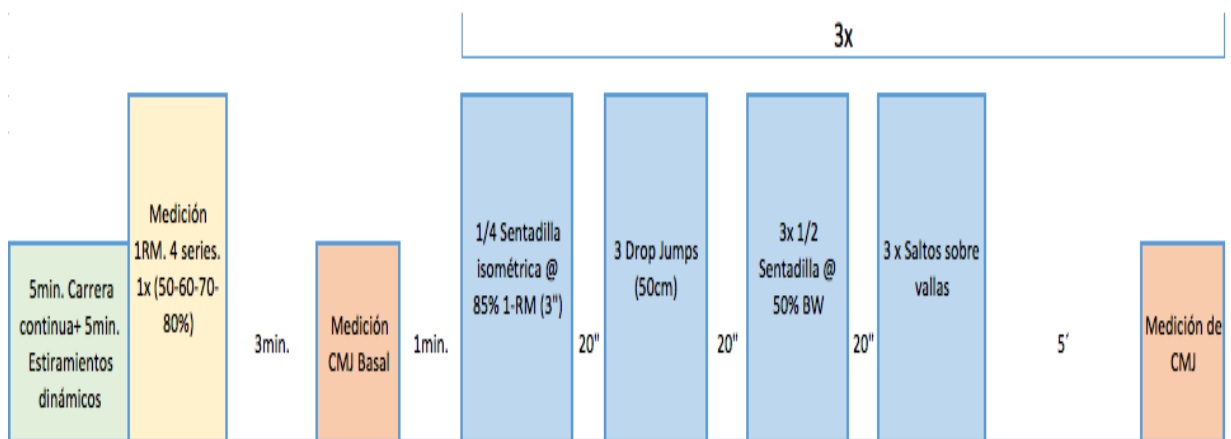 3x
5min. Carrera
continua+ 5min.
Estiramientos
dinámicos
Medición
1RM. 4 series.
1x (50-60-70-
80%)
3min.
Medición
CMJ Basal
1min.
1/4 Sentadilla
isométrica @
85% 1-RM (3")
20"
3 Drop Jumps
(50cm)
20"
3x 1/2
Sentadilla @
50% BW
20"
3 x Saltos sobre
vallas
5´
Medición de
CMJ